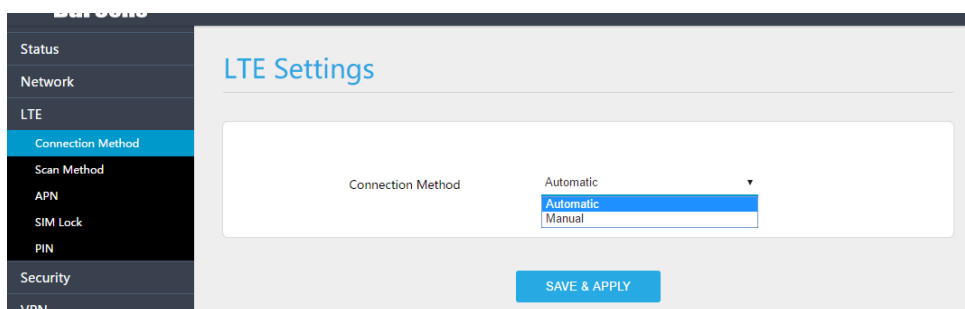 Status
Network
LTE
Connection Method
Scan Method
APN
SIM Lock
PIN
Security
VPN
LTE Settings
Connection Method
Automatic
Automatic
Manual
SAVE & APPLY